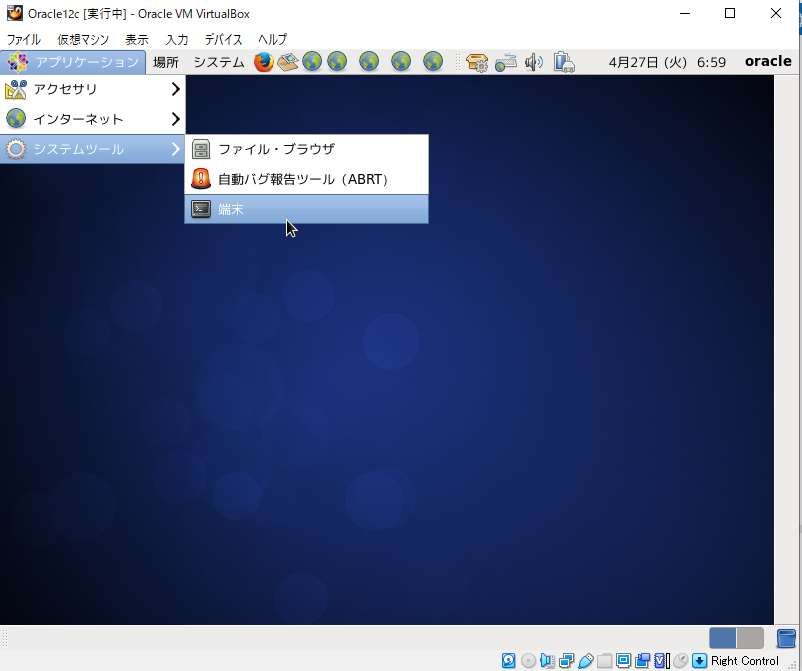 Oracle12c [実行中] - Oracle VM VirtualBox
ファイル 仮想マシン 表示 入力 デバイス ヘルプ
アプリケーション 場所 システム 4月27日 (火) 6:59 oracle
アクセサリ
インターネット
システムツール
ファイル・ブラウザ
自動バグ報告ツール（ABRT）
端末
Right Control